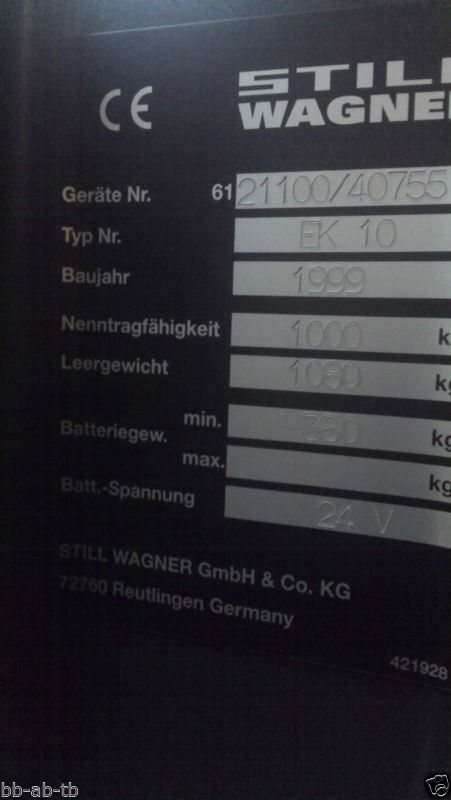 CE
STILL
WAGNER
Geräte Nr. 61 21100/40755
Typ Nr. EK 10
Baujahr 1999
Nenntragfähigkeit 1000 k
Leergewicht kg
Batteriegew. min. kg
max. kg
Batt.-Spannung 24 V
STILL WAGNER GmbH & Co. KG
72760 Reutlingen Germany
421928
bb-ab-tb